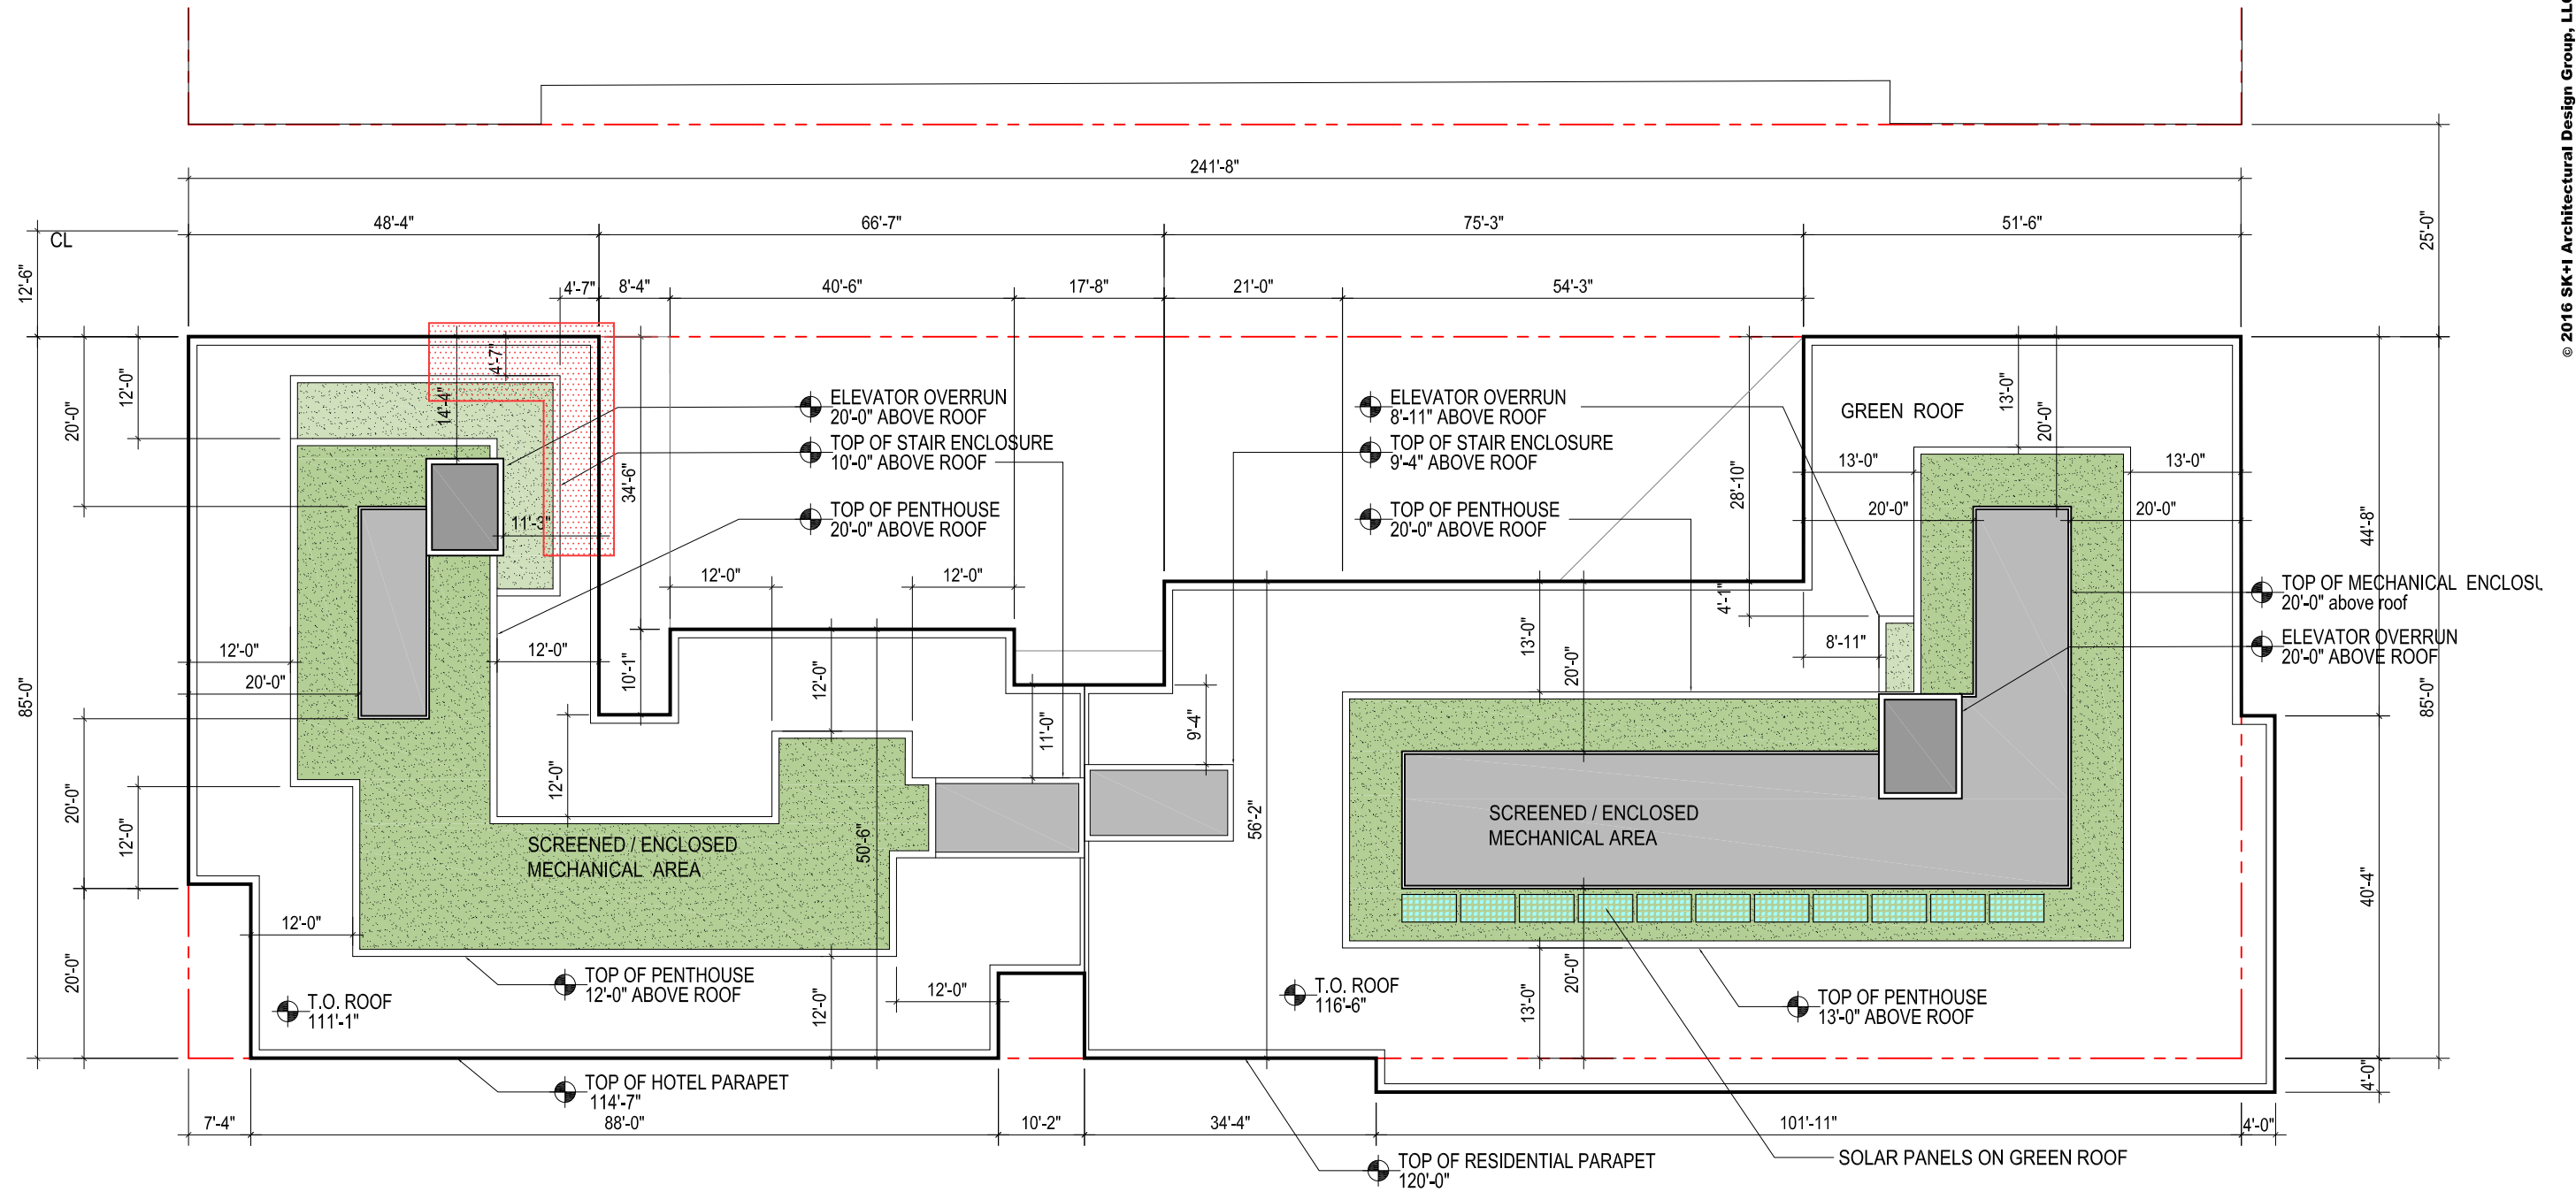 © 2016 SK+I Architectural Design Group, LLC
241'-8"
48'-4"
66'-7"
75'-3"
51'-6"
25'-0"
CL
12'-6"
4'-7"
8'-4"
40'-6"
17'-8"
21'-0"
54'-3"
12'-0"
20'-0"
4'-7"
14'-4"
11'-3"
34'-6"
ELEVATOR OVERRUN
20'-0" ABOVE ROOF
TOP OF STAIR ENCLOSURE
10'-0" ABOVE ROOF
TOP OF PENTHOUSE
20'-0" ABOVE ROOF
ELEVATOR OVERRUN
8'-11" ABOVE ROOF
TOP OF STAIR ENCLOSURE
9'-4" ABOVE ROOF
TOP OF PENTHOUSE
20'-0" ABOVE ROOF
28'-10"
GREEN ROOF
13'-0"
20'-0"
13'-0"
13'-0"
20'-0"
20'-0"
44'-8"
TOP OF MECHANICAL ENCLOSU
20'-0" above roof
ELEVATOR OVERRUN
20'-0" ABOVE ROOF
12'-0"
12'-0"
4'-1"
8'-11"
12'-0"
20'-0"
12'-0"
10'-1"
12'-0"
13'-0"
20'-0"
85'-0"
85'-0"
11'-0"
9'-4"
20'-0"
12'-0"
12'-0"
50'-6"
56'-2"
SCREENED / ENCLOSED
MECHANICAL AREA
SCREENED / ENCLOSED
MECHANICAL AREA
40'-4"
12'-0"
20'-0"
TOP OF PENTHOUSE
12'-0" ABOVE ROOF
12'-0"
12'-0"
T.O. ROOF
111'-1"
T.O. ROOF
116'-6"
13'-0"
20'-0"
TOP OF PENTHOUSE
13'-0" ABOVE ROOF
TOP OF HOTEL PARAPET
114'-7"
4'-0"
7'-4"
88'-0"
10'-2"
34'-4"
101'-11"
4'-0"
SOLAR PANELS ON GREEN ROOF
TOP OF RESIDENTIAL PARAPET
120'-0"